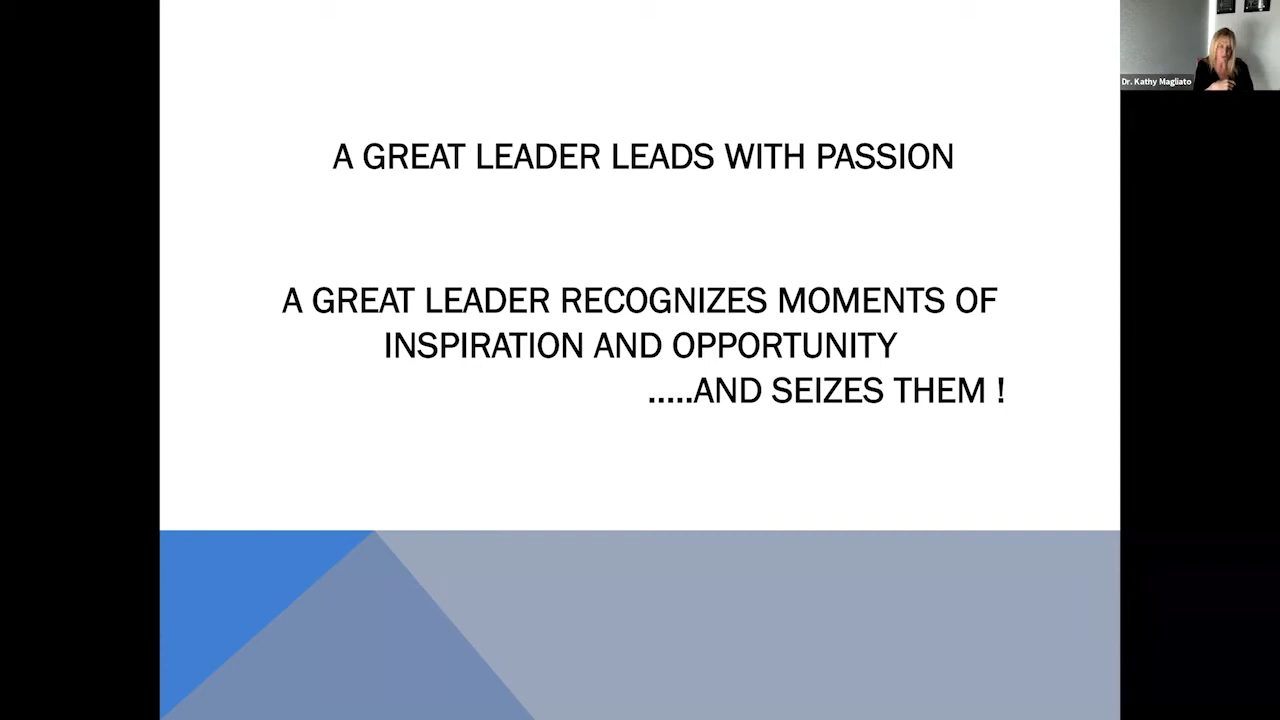 Dr. Kathy Magliato
A GREAT LEADER LEADS WITH PASSION
A GREAT LEADER RECOGNIZES MOMENTS OF
INSPIRATION AND OPPORTUNITY
.....AND SEIZES THEM !